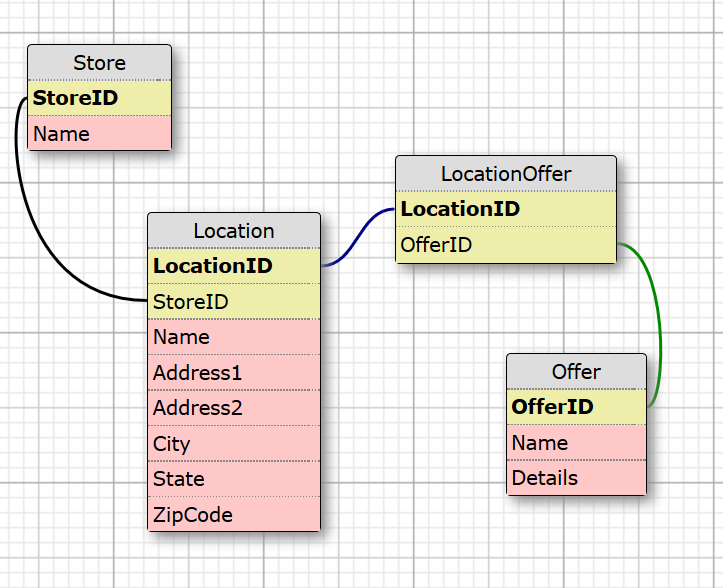 Store
StoreID
Name
Location
LocationID
StoreID
Name
Address1
Address2
City
State
ZipCode
LocationOffer
LocationID
OfferID
Offer
OfferID
Name
Details